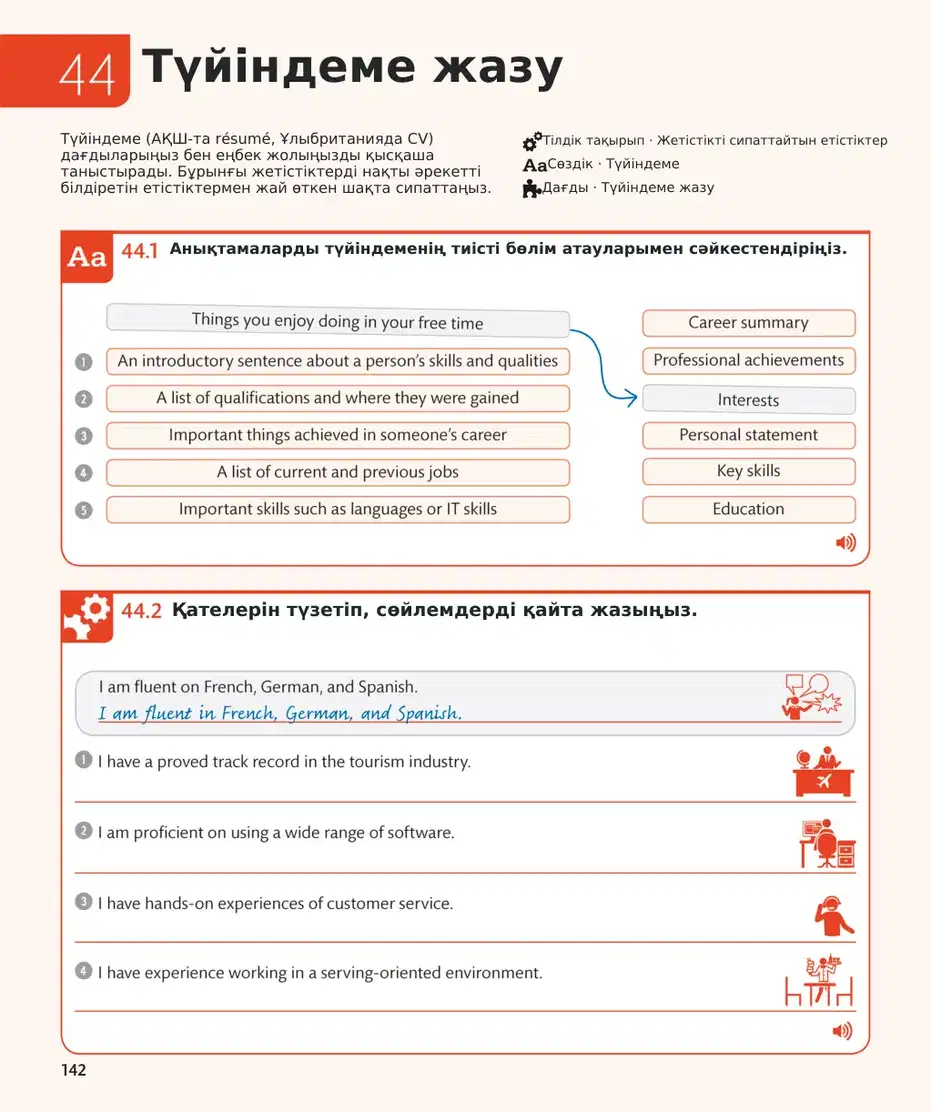 44 Түйіндеме жазу
Түйіндеме (АҚШ-та résumé, Ұлыбританияда CV)
дағдыларыңыз бен еңбек жолыңызды қысқаша
таныстырады. Бұрынғы жетістіктерді нақты әрекетті
білдіретін етістіктермен жай өткен шақта сипаттаңыз.
Тілдік тақырып · Жетістікті сипаттайтын етістіктер
Aa Сөздік · Түйіндеме
Дағды · Түйіндеме жазу
Aa 44.1 Анықтамаларды түйіндеменің тиісті бөлім атауларымен сәйкестендіріңіз.
Things you enjoy doing in your free time
1 An introductory sentence about a person's skills and qualities
2 A list of qualifications and where they were gained
3 Important things achieved in someone's career
4 A list of current and previous jobs
5 Important skills such as languages or IT skills
Career summary
Professional achievements
Interests
Personal statement
Key skills
Education
44.2 Қателерін түзетіп, сөйлемдерді қайта жазыңыз.
I am fluent on French, German, and Spanish.
I am fluent in French, German, and Spanish.
1 I have a proved track record in the tourism industry.
2 I am proficient on using a wide range of software.
3 I have hands-on experiences of customer service.
4 I have experience working in a serving-oriented environment.
142